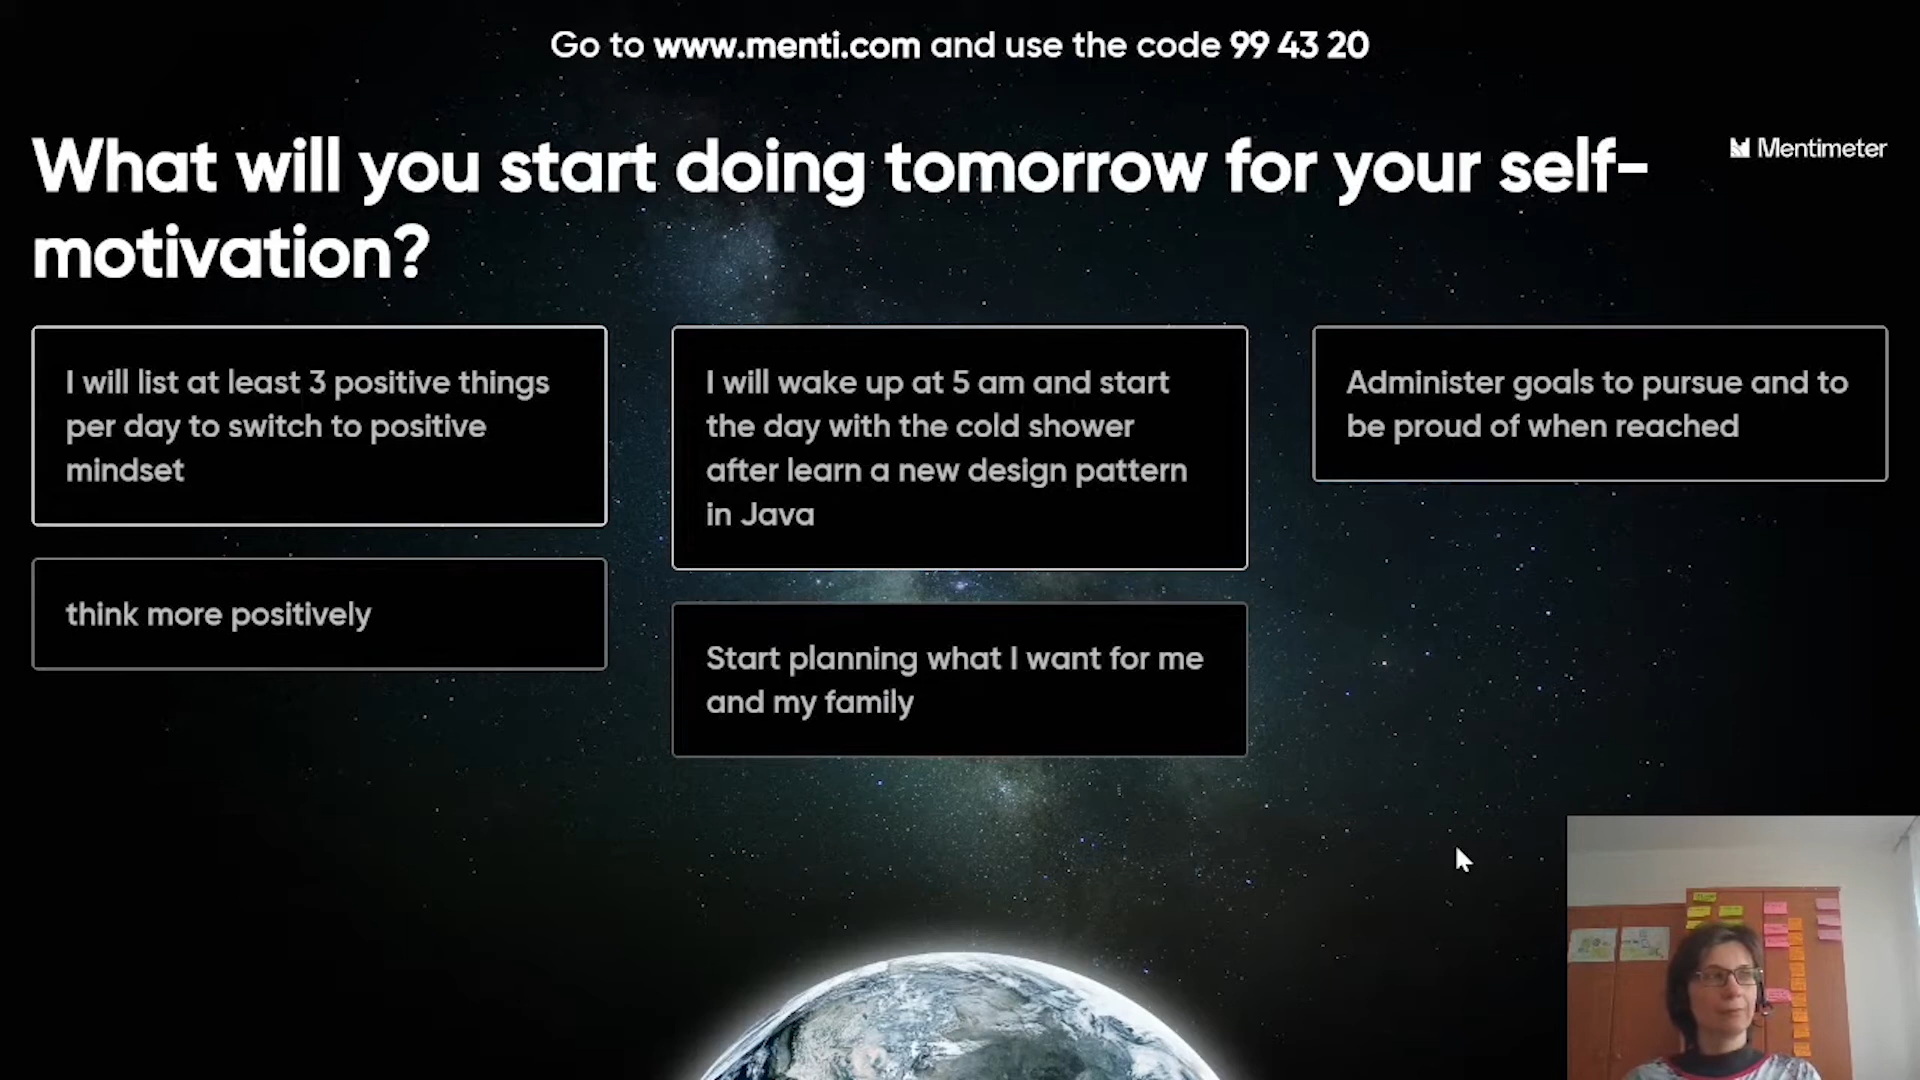 Go to www.menti.com and use the code 99 43 20
What will you start doing tomorrow for your self-
motivation?
Mentimeter
I will list at least 3 positive things
per day to switch to positive
mindset
I will wake up at 5 am and start
the day with the cold shower
after learn a new design pattern
in Java
Administer goals to pursue and to
be proud of when reached
think more positively
Start planning what I want for me
and my family